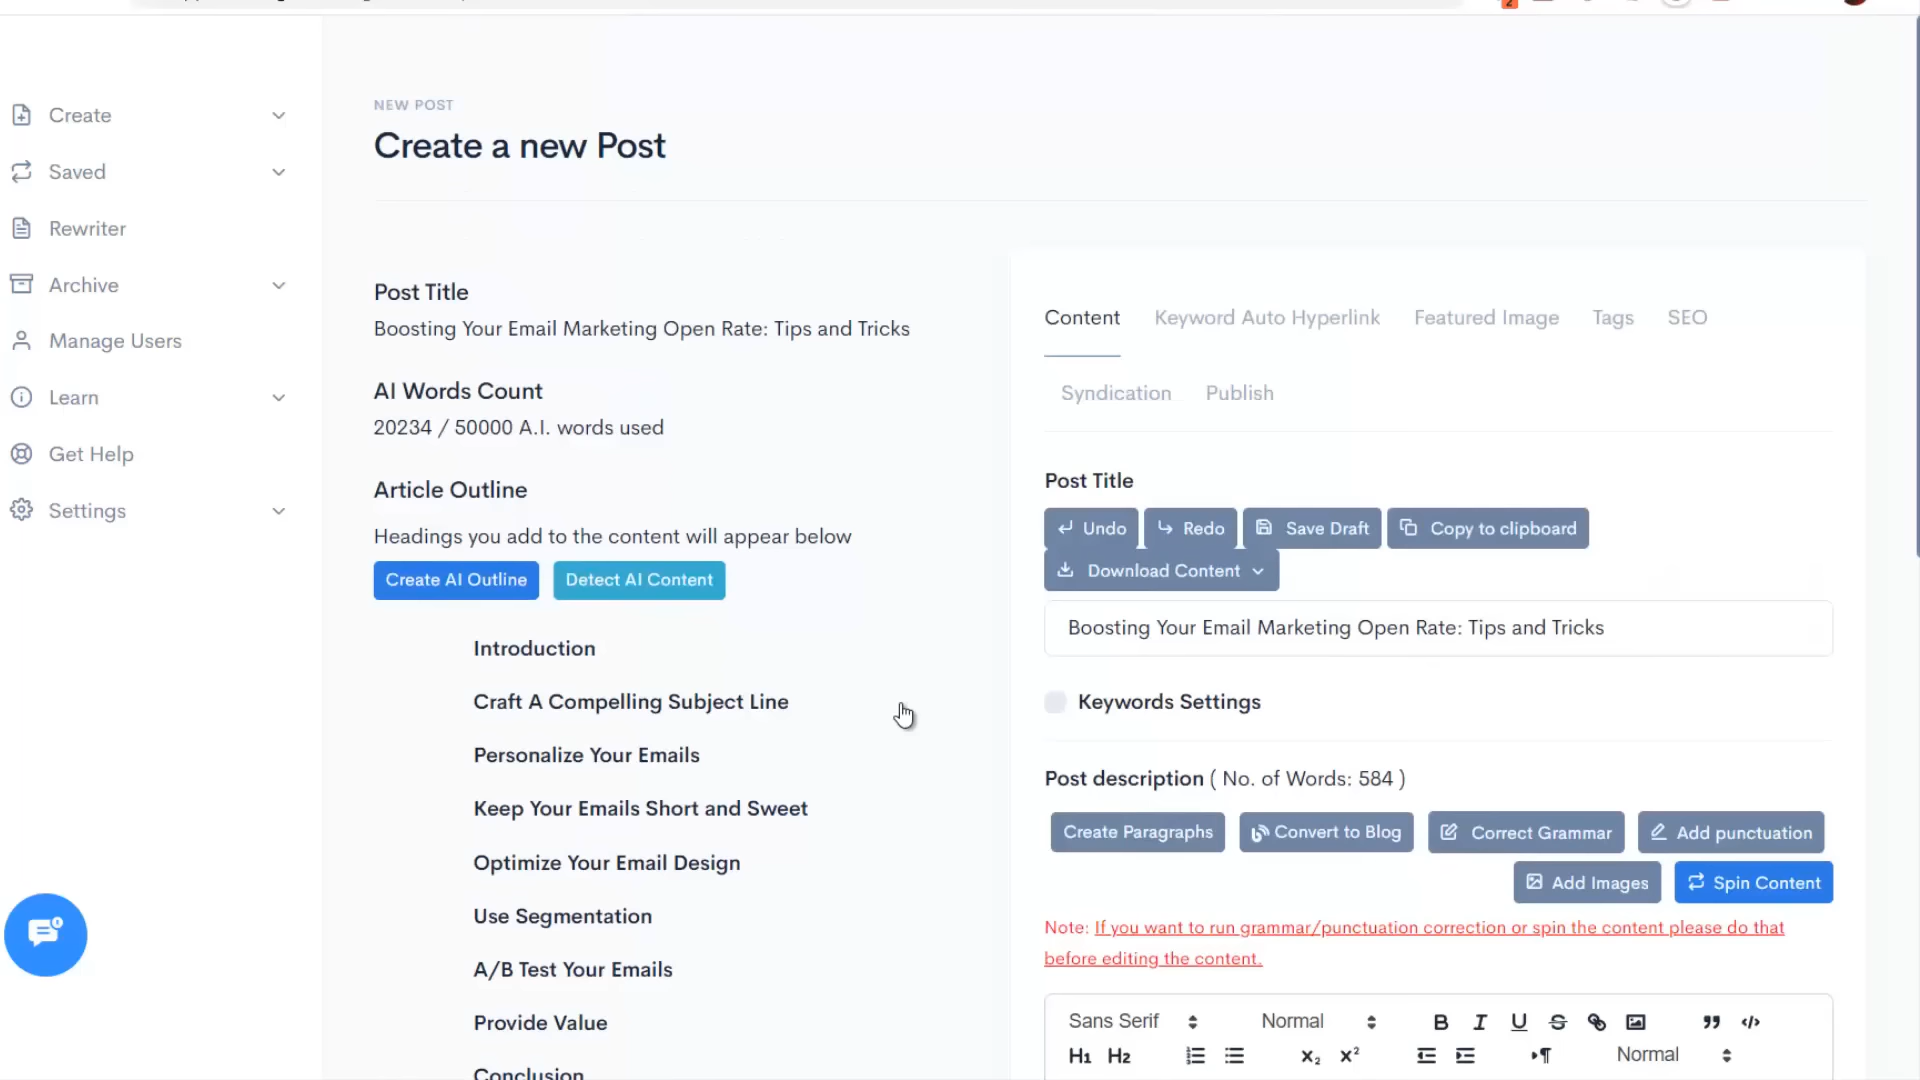 2
Create
Saved
Rewriter
Archive
Manage Users
Learn
Get Help
Settings
NEW POST
Create a new Post
Post Title
Boosting Your Email Marketing Open Rate: Tips and Tricks
AI Words Count
20234 / 50000 A.I. words used
Article Outline
Headings you add to the content will appear below
Create AI Outline Detect AI Content
Introduction
Craft A Compelling Subject Line
Personalize Your Emails
Keep Your Emails Short and Sweet
Optimize Your Email Design
Use Segmentation
A/B Test Your Emails
Provide Value
Conclusion
Content Keyword Auto Hyperlink Featured Image Tags SEO
Syndication Publish
Post Title
Undo Redo Save Draft Copy to clipboard
Download Content
Boosting Your Email Marketing Open Rate: Tips and Tricks
Keywords Settings
Post description ( No. of Words: 584 )
Create Paragraphs Convert to Blog Correct Grammar Add punctuation
Add Images Spin Content
Note: If you want to run grammar/punctuation correction or spin the content please do that
before editing the content.
Sans Serif Normal B I U S
H1 H2 X2 X2 Normal